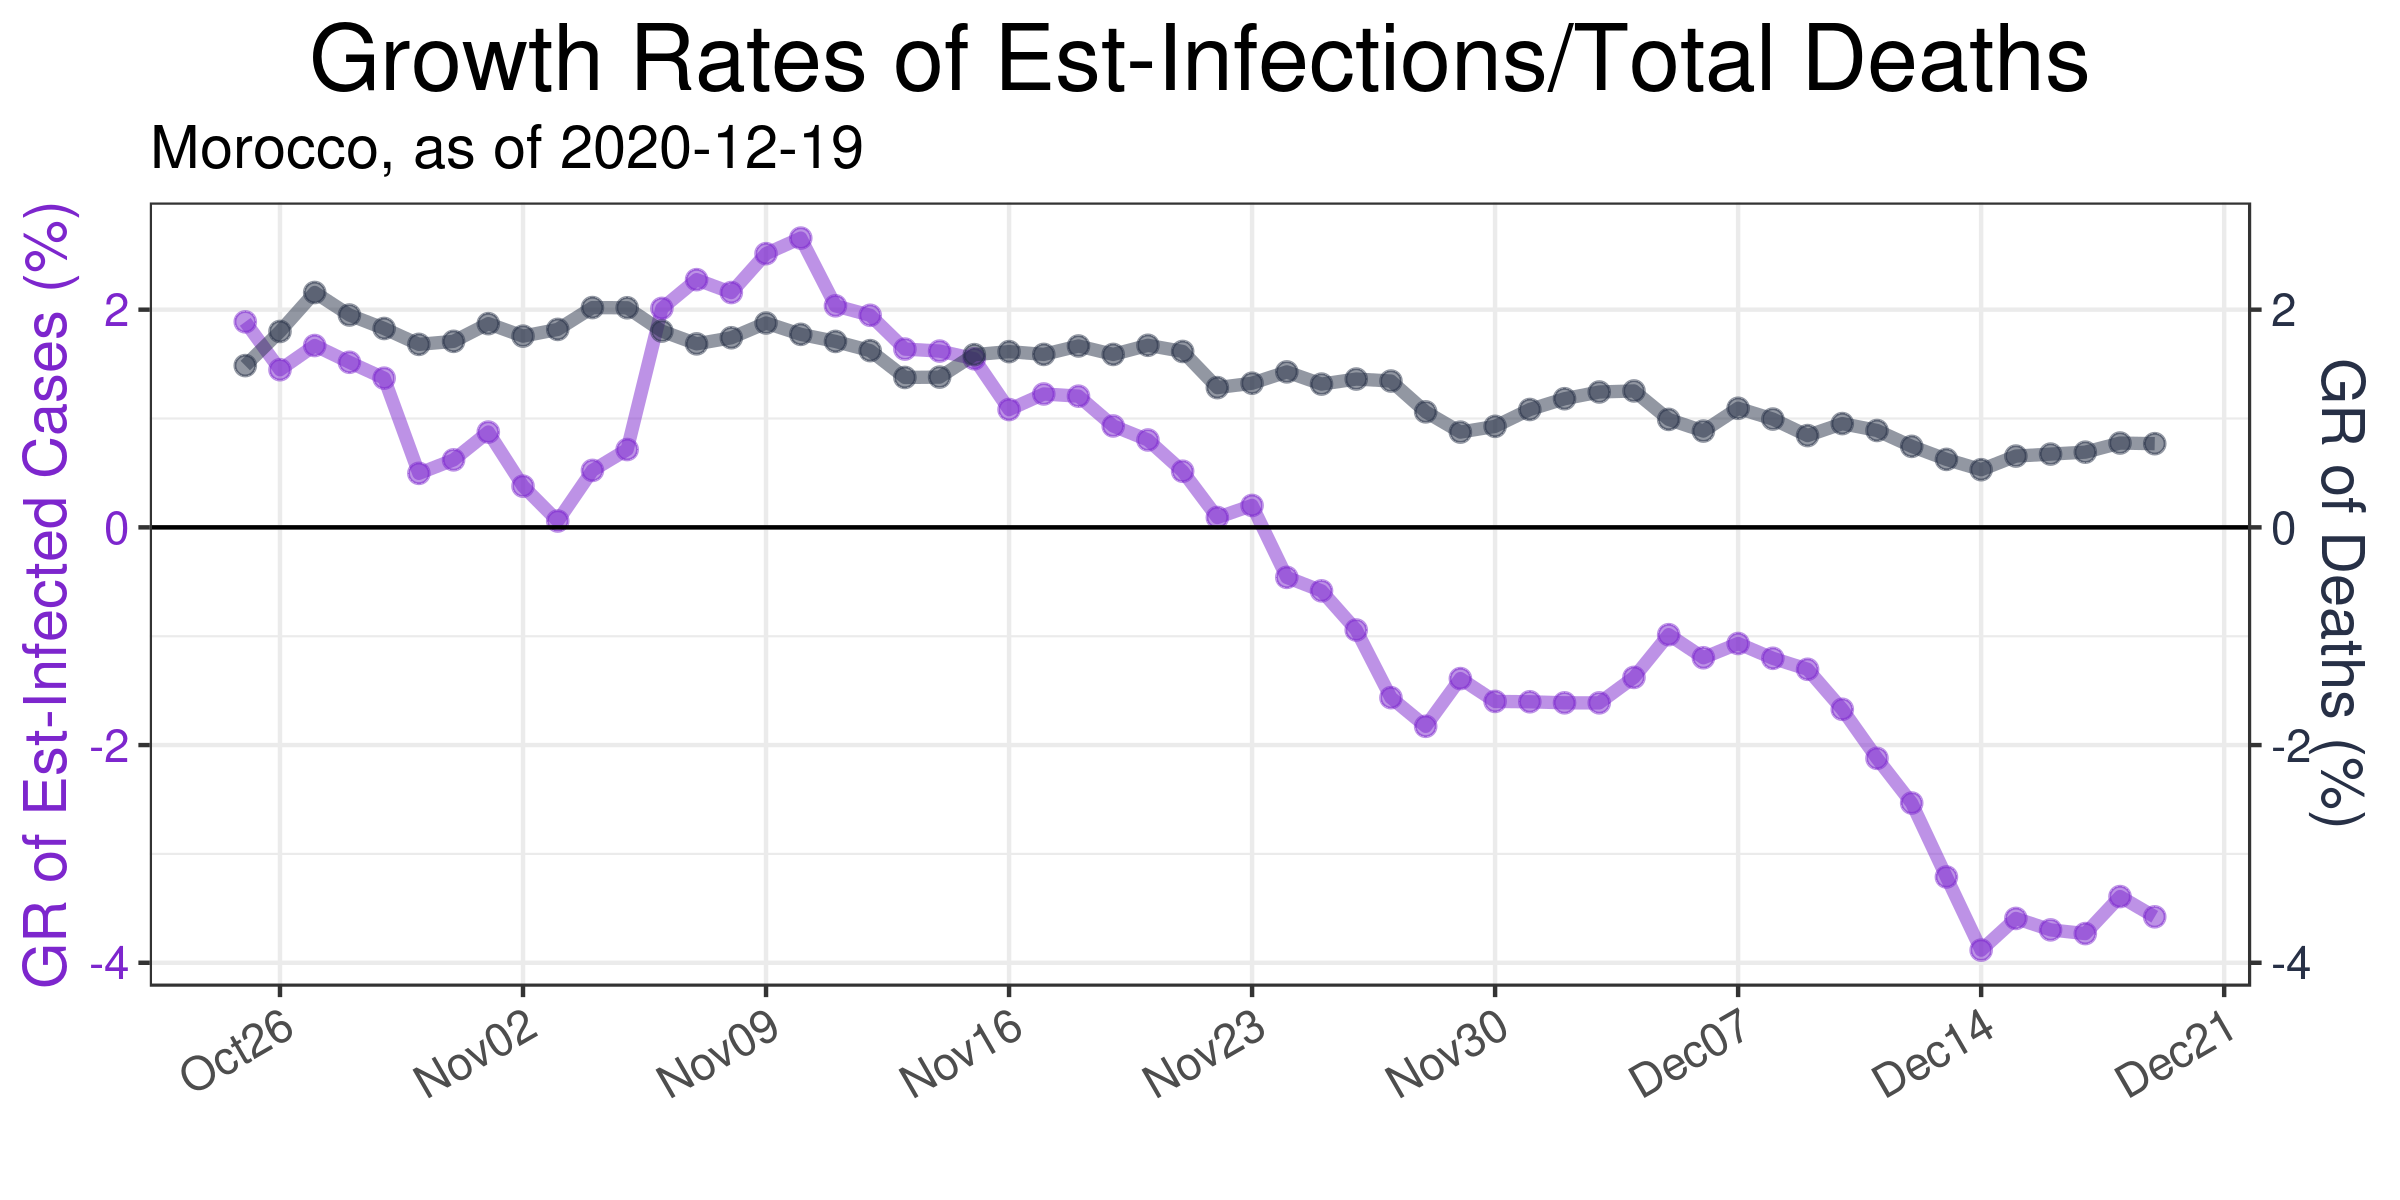 Growth Rates of Est-Infections/Total Deaths
Morocco, as of 2020-12-19
GR of Est-Infected Cases (%)
2
0
-2
-4
2
0
-2
-4
GR of Deaths (%)
Oct26
Nov02
Nov09
Nov16
Nov23
Nov30
Dec07
Dec14
Dec21